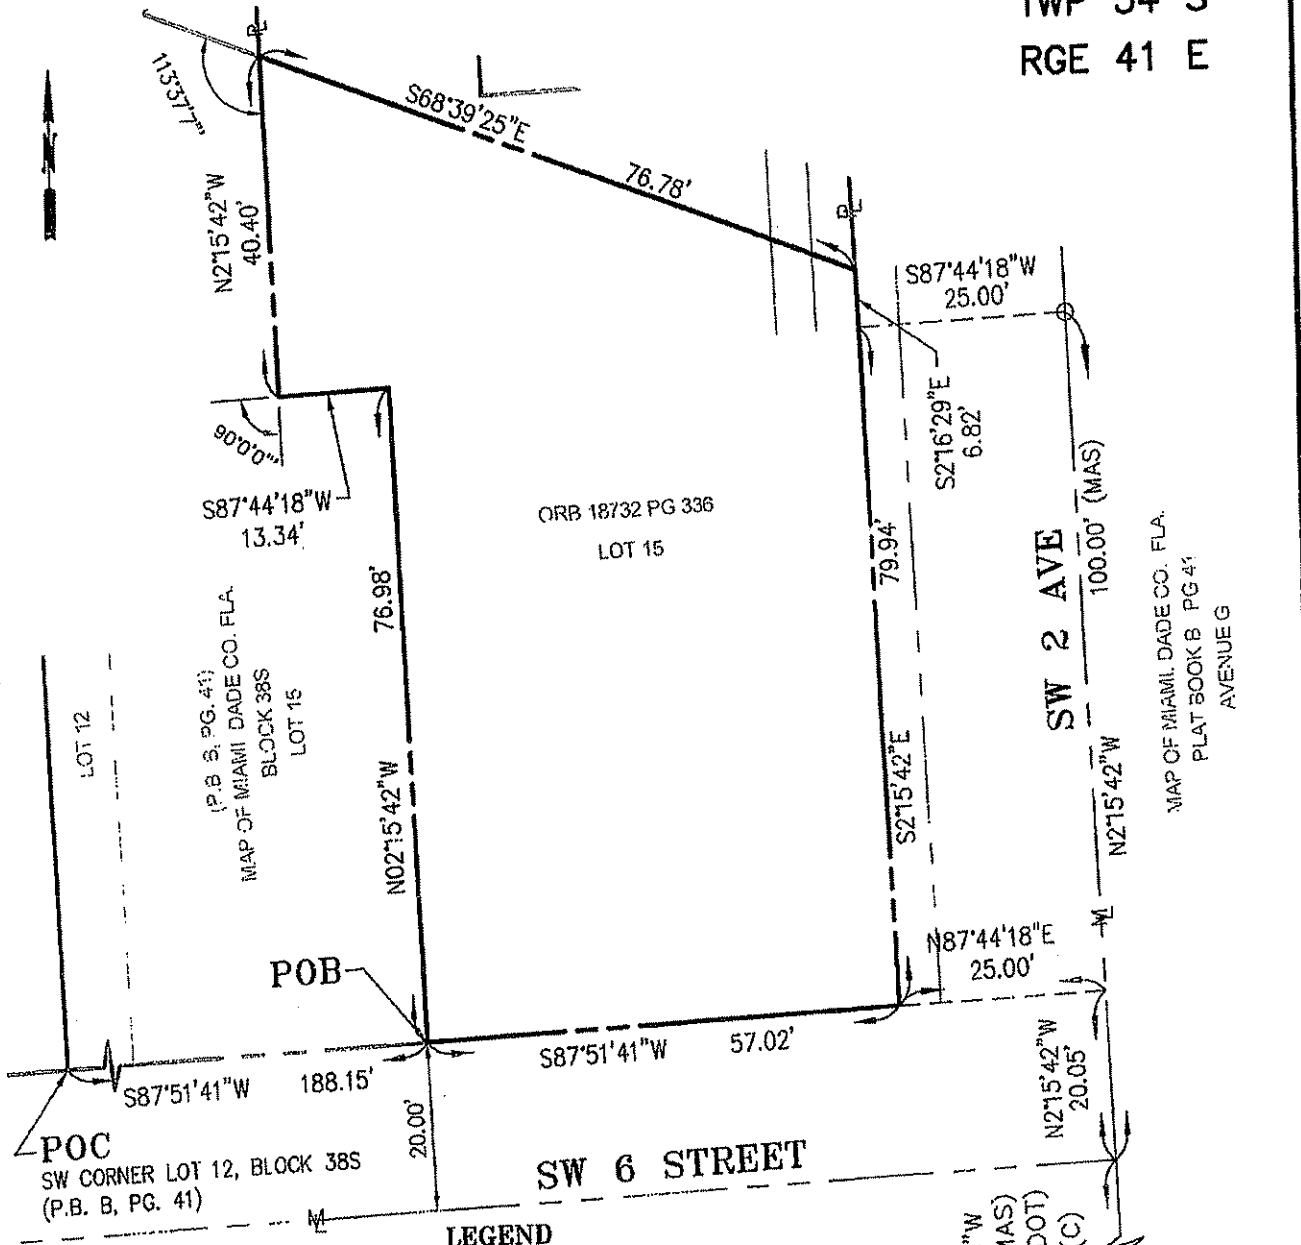 TWP 54 S
RGE 41 E
PL
113°37'7"
S68°39'25"E
76.78'
N2°15'42"W
40.40'
PL
S87°44'18"W
25.00'
N
S2°16'29"E
6.82'
90°0'0"
S87°44'18"W
13.34'
ORB 18732 PG 336
LOT 15
76.98'
79.94'
100.00' (MAS)
SW 2 AVE
MAP OF MIAMI. DADE CO. FLA.
PLAT BOOK B PG 41
AVENUE G
LOT 12
(P.B. B, PG. 41)
MAP OF MIAMI DADE CO. FLA.
BLOCK 38S
LOT 15
N02°15'42"W
S2°15'42"E
N2°15'42"W
N87°44'18"E
25.00'
POB
S87°51'41"W 57.02'
S87°51'41"W 188.15'
N2°15'42"W
20.05'
20.00'
POC
SW CORNER LOT 12, BLOCK 38S
(P.B. B, PG. 41)
SW 6 STREET
LEGEND
"W
MAS)
DOT)
(C)